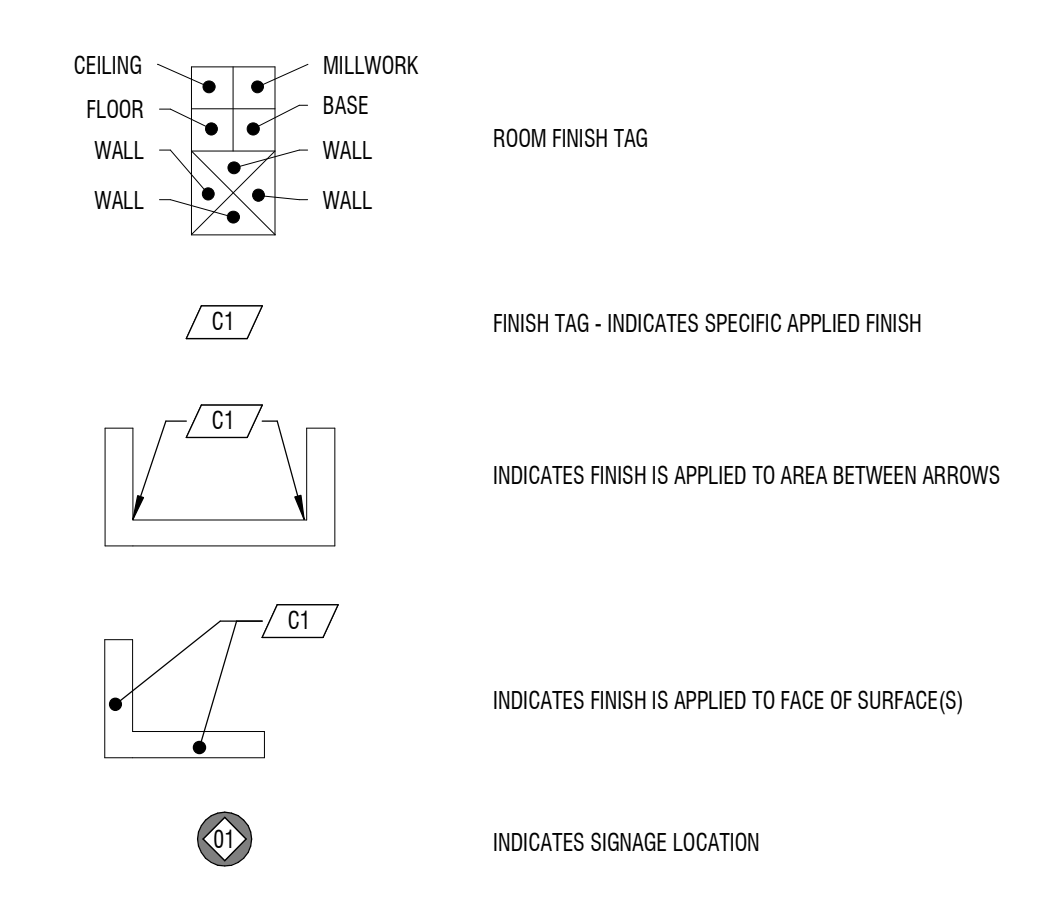 CEILING
MILLWORK
FLOOR
BASE
WALL
WALL
WALL
WALL
ROOM FINISH TAG
C1
FINISH TAG - INDICATES SPECIFIC APPLIED FINISH
C1
INDICATES FINISH IS APPLIED TO AREA BETWEEN ARROWS
C1
INDICATES FINISH IS APPLIED TO FACE OF SURFACE(S)
01
INDICATES SIGNAGE LOCATION